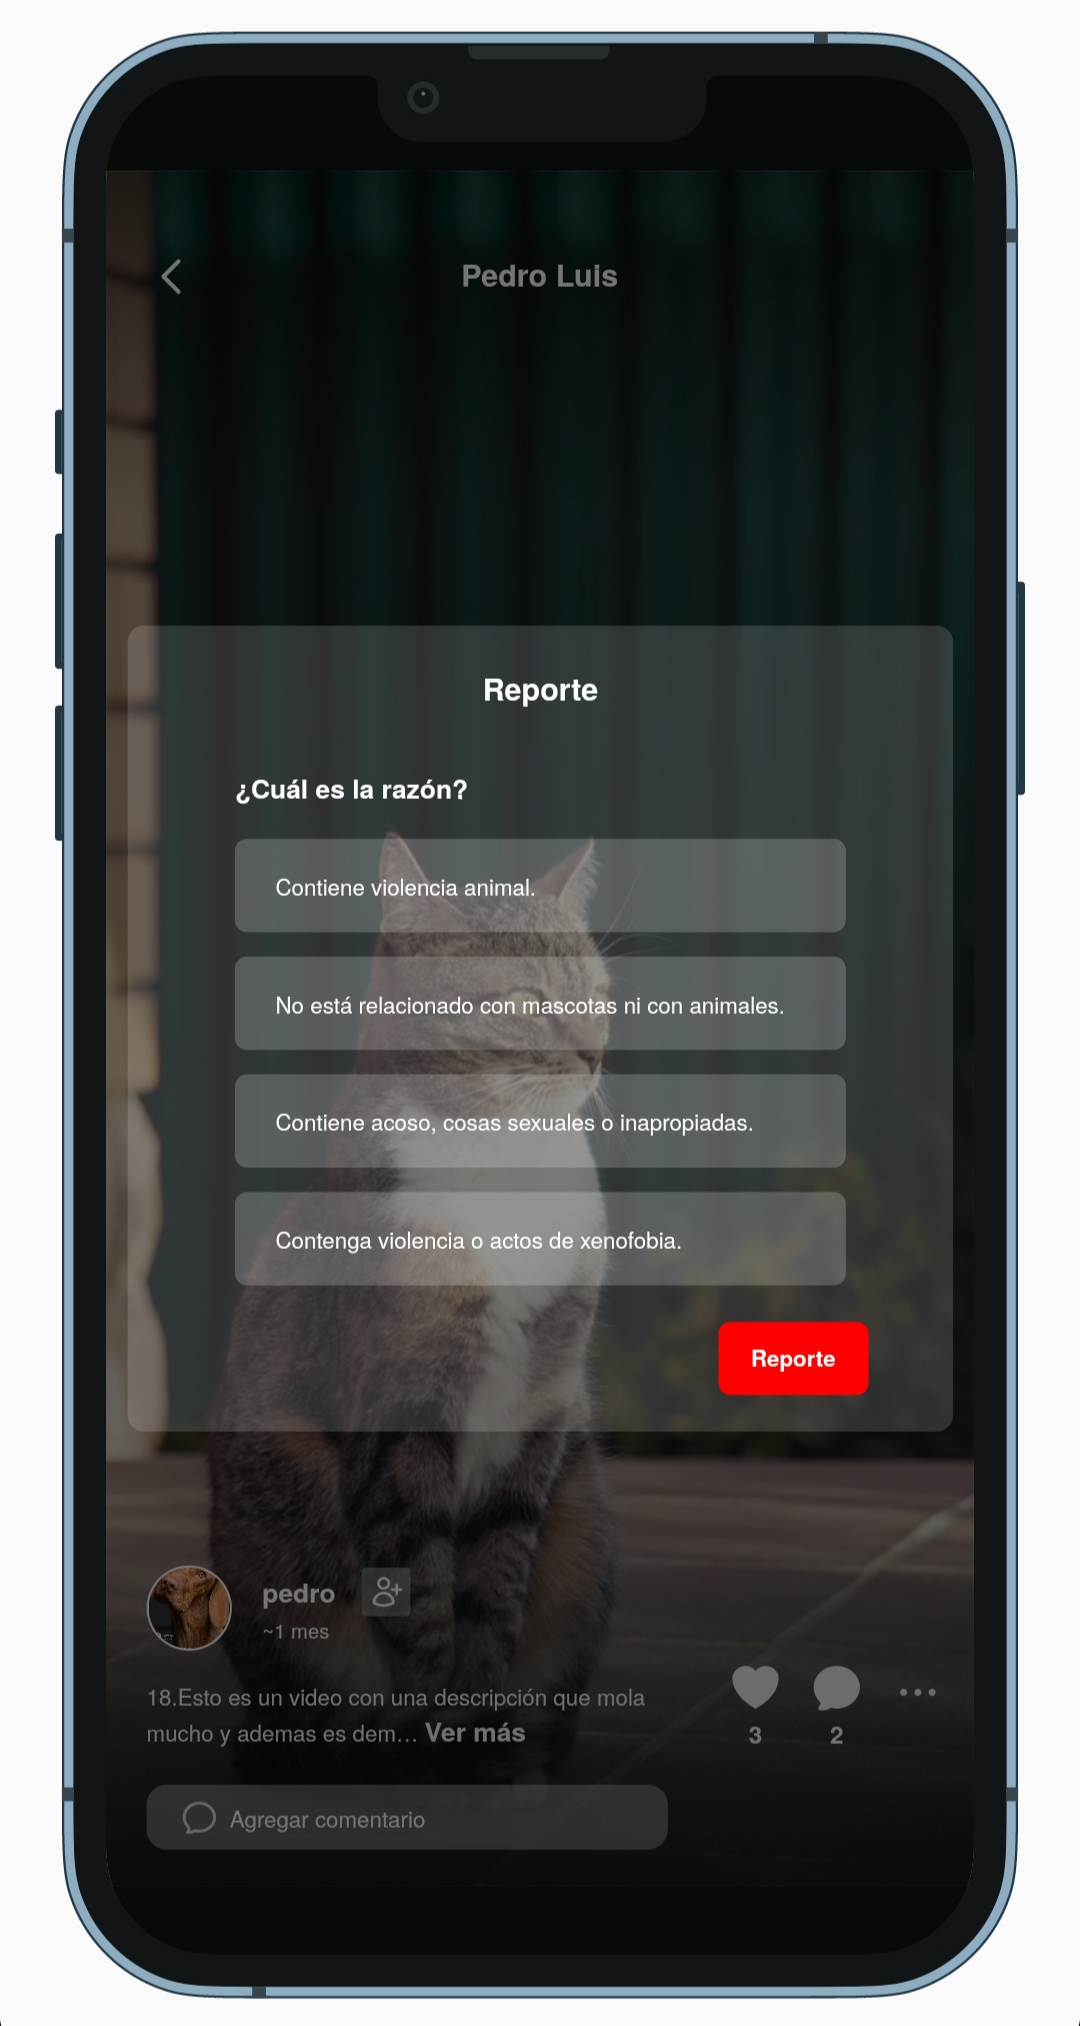 Pedro Luis
Reporte
¿Cuál es la razón?
Contiene violencia animal.
No está relacionado con mascotas ni con animales.
Contiene acoso, cosas sexuales o inapropiadas.
Contenga violencia o actos de xenofobia.
Reporte
pedro
~1 mes
18.Esto es un video con una descripción que mola
mucho y ademas es dem... Ver más
3
2
Agregar comentario